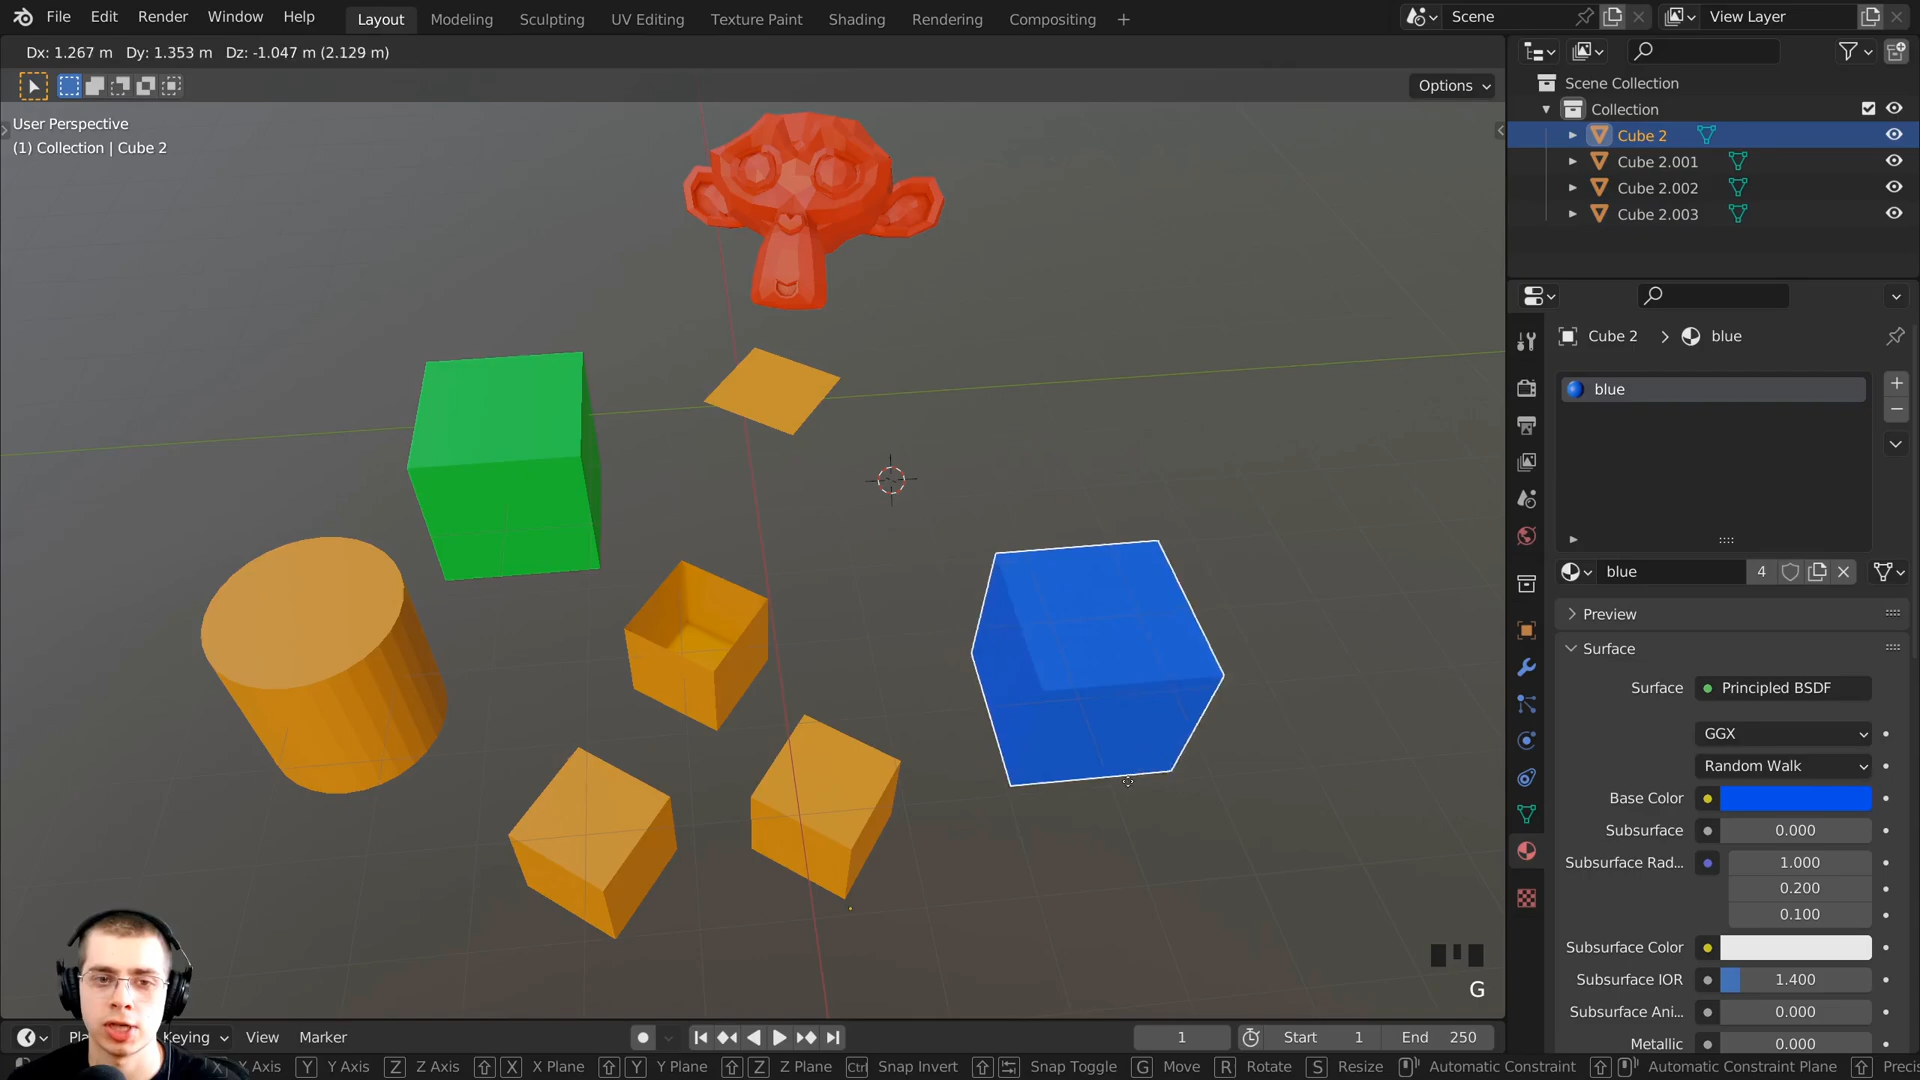 File Edit Render Window Help Layout Modeling Sculpting UV Editing Texture Paint Shading Rendering Compositing + Scene View Layer
Dx: 1.267 m Dy: 1.353 m Dz: -1.047 m (2.129 m)
Options
User Perspective
(1) Collection | Cube 2
Scene Collection
Collection
Cube 2
Cube 2.001
Cube 2.002
Cube 2.003
Cube 2 > blue
blue
blue 4
Preview
Surface
Surface Principled BSDF
GGX
Random Walk
Base Color
Subsurface 0.000
Subsurface Rad... 1.000
0.200
0.100
Subsurface Color
Subsurface IOR 1.400
Subsurface Ani... 0.000
Metallic 0.000
G
Keying View Marker 1 Start 1 End 250
X Axis Y Y Axis Z Z Axis X X Plane Y Y Plane Z Z Plane Ctrl Snap Invert Snap Toggle G Move R Rotate S Resize Automatic Constraint Automatic Constraint Plane